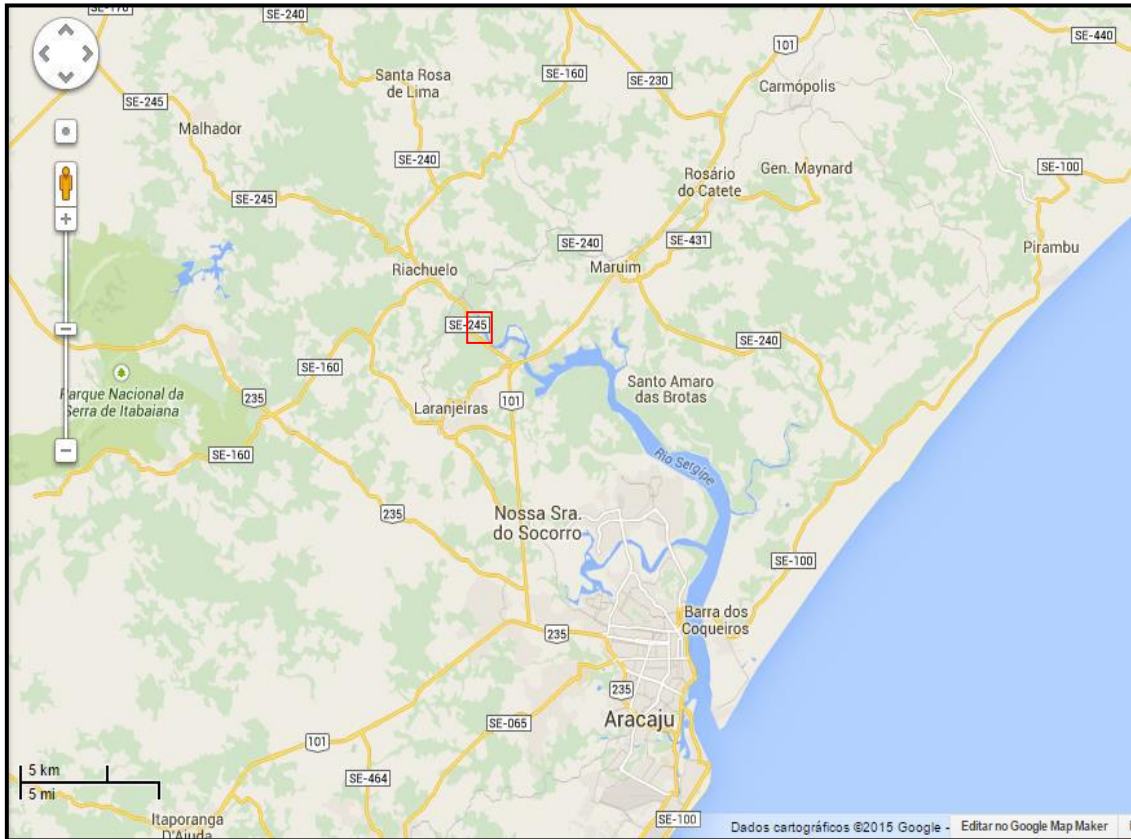 SE-170
SE-240
101
SE-440
Santa Rosa
de Lima
SE-160
SE-230
Carmópolis
SE-245
Malhador
SE-240
Rosário
do Catete
Gen. Maynard
SE-100
SE-245
SE-240
SE-431
Pirambu
Riachuelo
Maruim
SE-245
SE-240
SE-160
Parque Nacional da
Serra de Itabaiana
235
Laranjeiras
101
Santo Amaro
das Brotas
SE-160
Rio Sergipe
235
Nossa Sra.
do Socorro
SE-100
Barra dos
Coqueiros
235
235
Aracaju
SE-065
101
5 km
5 mi
SE-464
Itaporanga
D'Ajuda
SE-100
Dados cartográficos ©2015 Google -
Editar no Google Map Maker